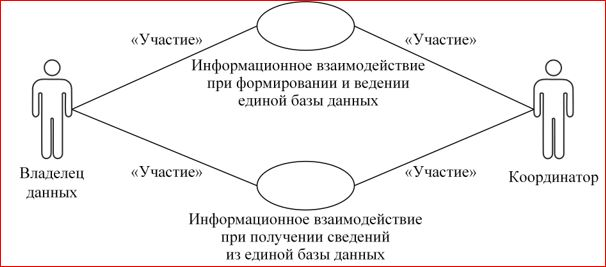 «Участие»
«Участие»
Информационное взаимодействие
при формировании и ведении
единой базы данных
Владелец
данных
«Участие»
«Участие»
Координатор
Информационное взаимодействие
при получении сведений
из единой базы данных